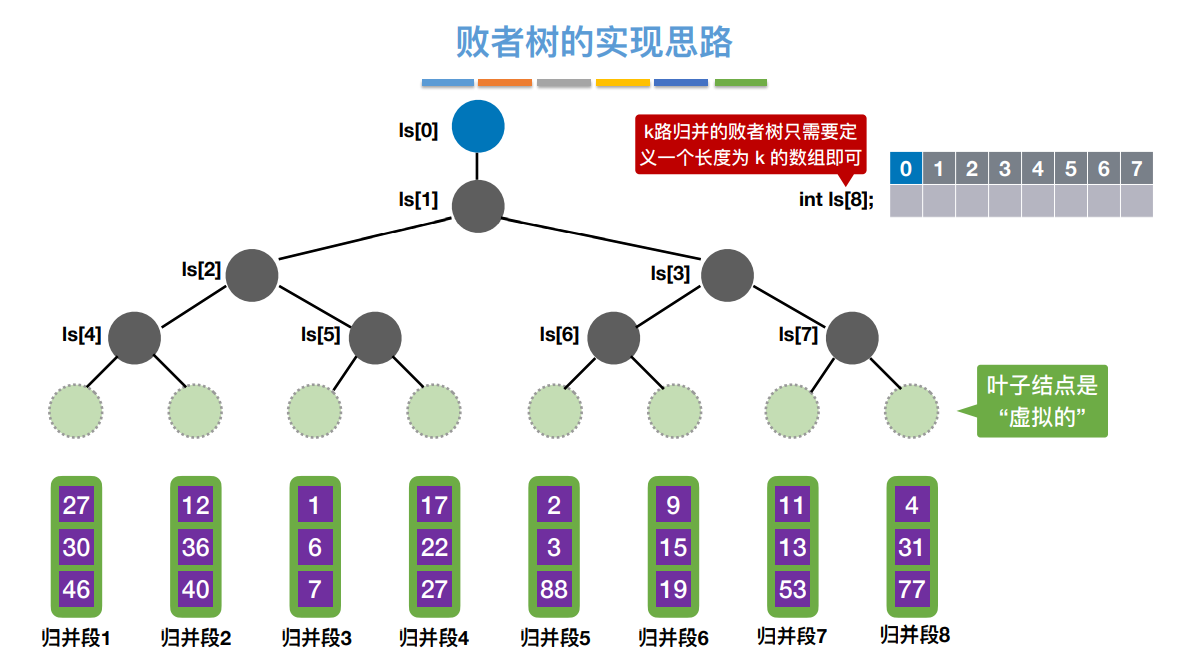 败者树的实现思路
ls[0]
k路归并的败者树只需要定
义一个长度为 k 的数组即可
0 1 2 3 4 5 6 7
ls[1]
int ls[8];
ls[2]
ls[3]
ls[4]
ls[5]
ls[6]
ls[7]
叶子结点是
“虚拟的”
27 12 1 17 2 9 11 4
30 36 6 22 3 15 13 31
46 40 7 27 88 19 53 77
归并段1 归并段2 归并段3 归并段4 归并段5 归并段6 归并段7 归并段8